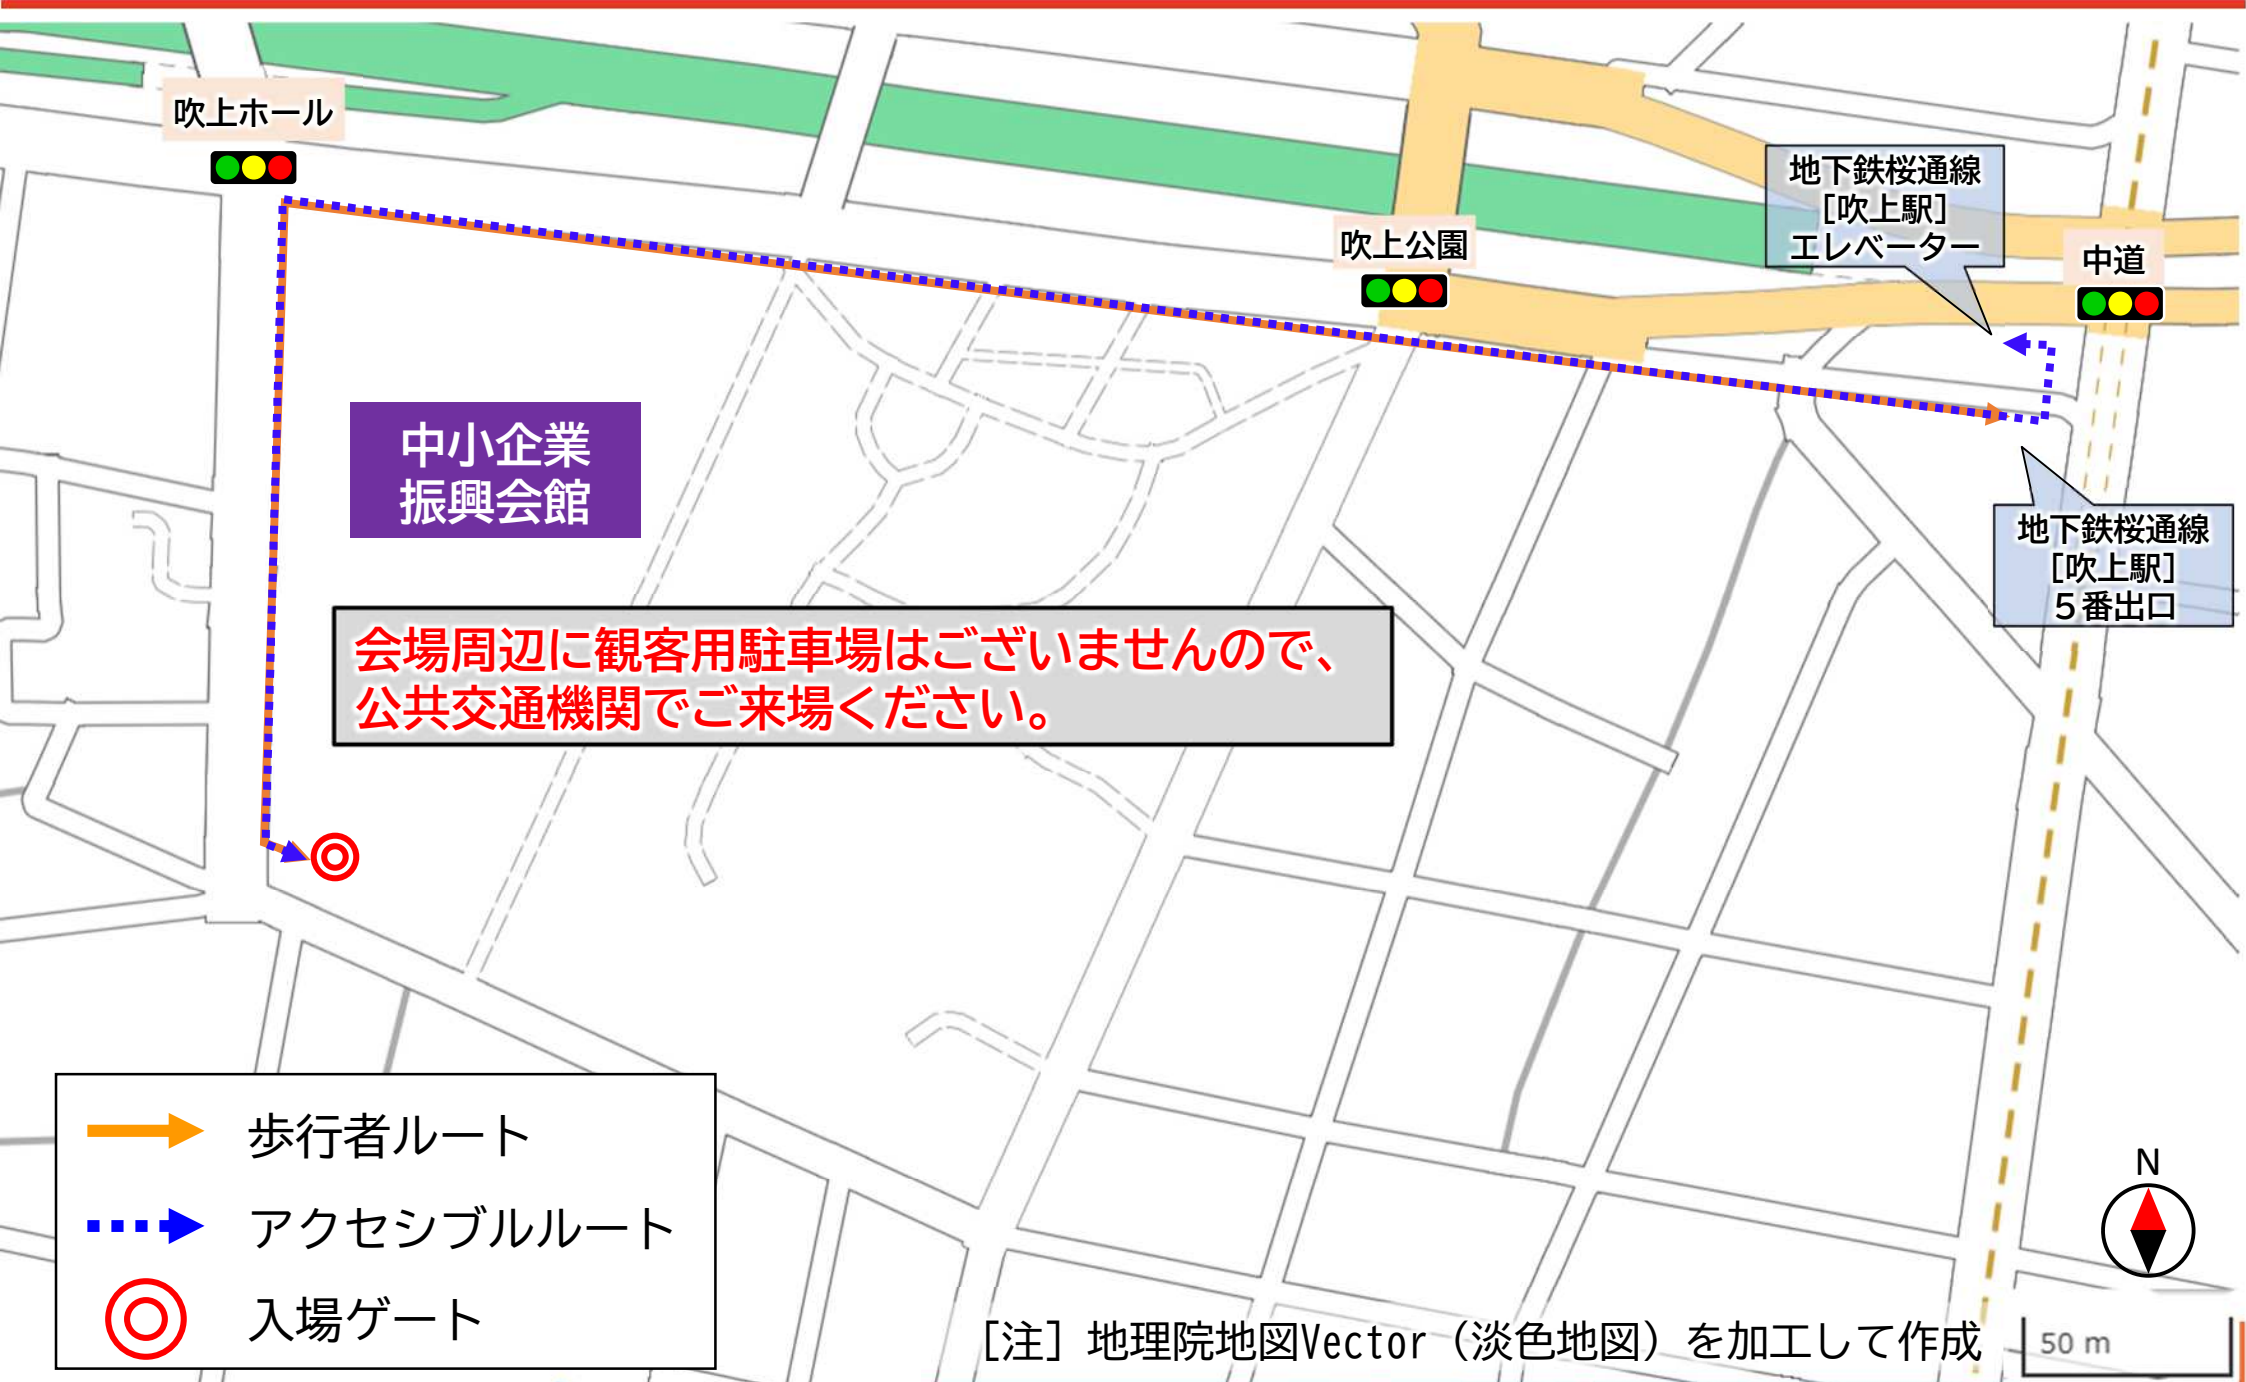 吹上ホール
地下鉄桜通線
［吹上駅］
エレベーター
吹上公園
中道
中小企業
振興会館
地下鉄桜通線
［吹上駅］
５番出口
会場周辺に観客用駐車場はございませんので、
公共交通機関でご来場ください。
歩行者ルート
アクセシブルルート
入場ゲート
N
［注］地理院地図Vector（淡色地図）を加工して作成
50 m